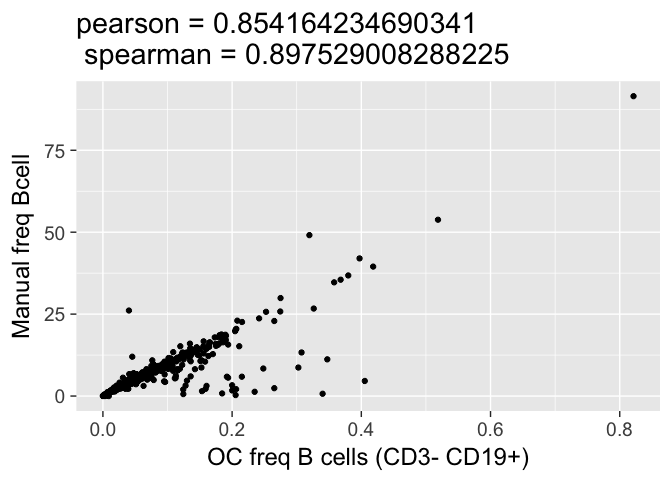 pearson = 0.854164234690341
spearman = 0.897529008288225
Manual freq Bcell
75
50
25
0
0.0 0.2 0.4 0.6 0.8
OC freq B cells (CD3- CD19+)